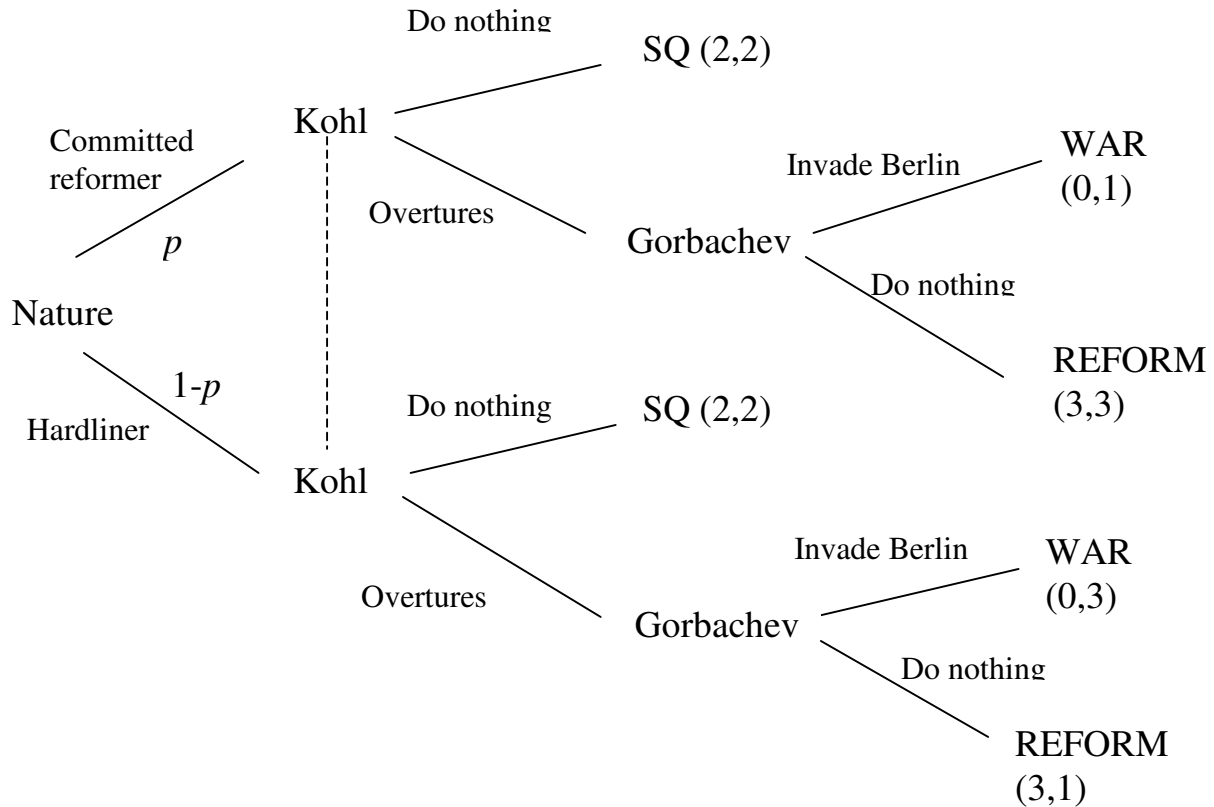 Do nothing
SQ (2,2)
Kohl
Committed
reformer
Invade Berlin
WAR
(0,1)
Overtures
p
Gorbachev
Do nothing
Nature
REFORM
(3,3)
1-p
Do nothing
SQ (2,2)
Hardliner
Kohl
Invade Berlin
WAR
(0,3)
Overtures
Gorbachev
Do nothing
REFORM
(3,1)